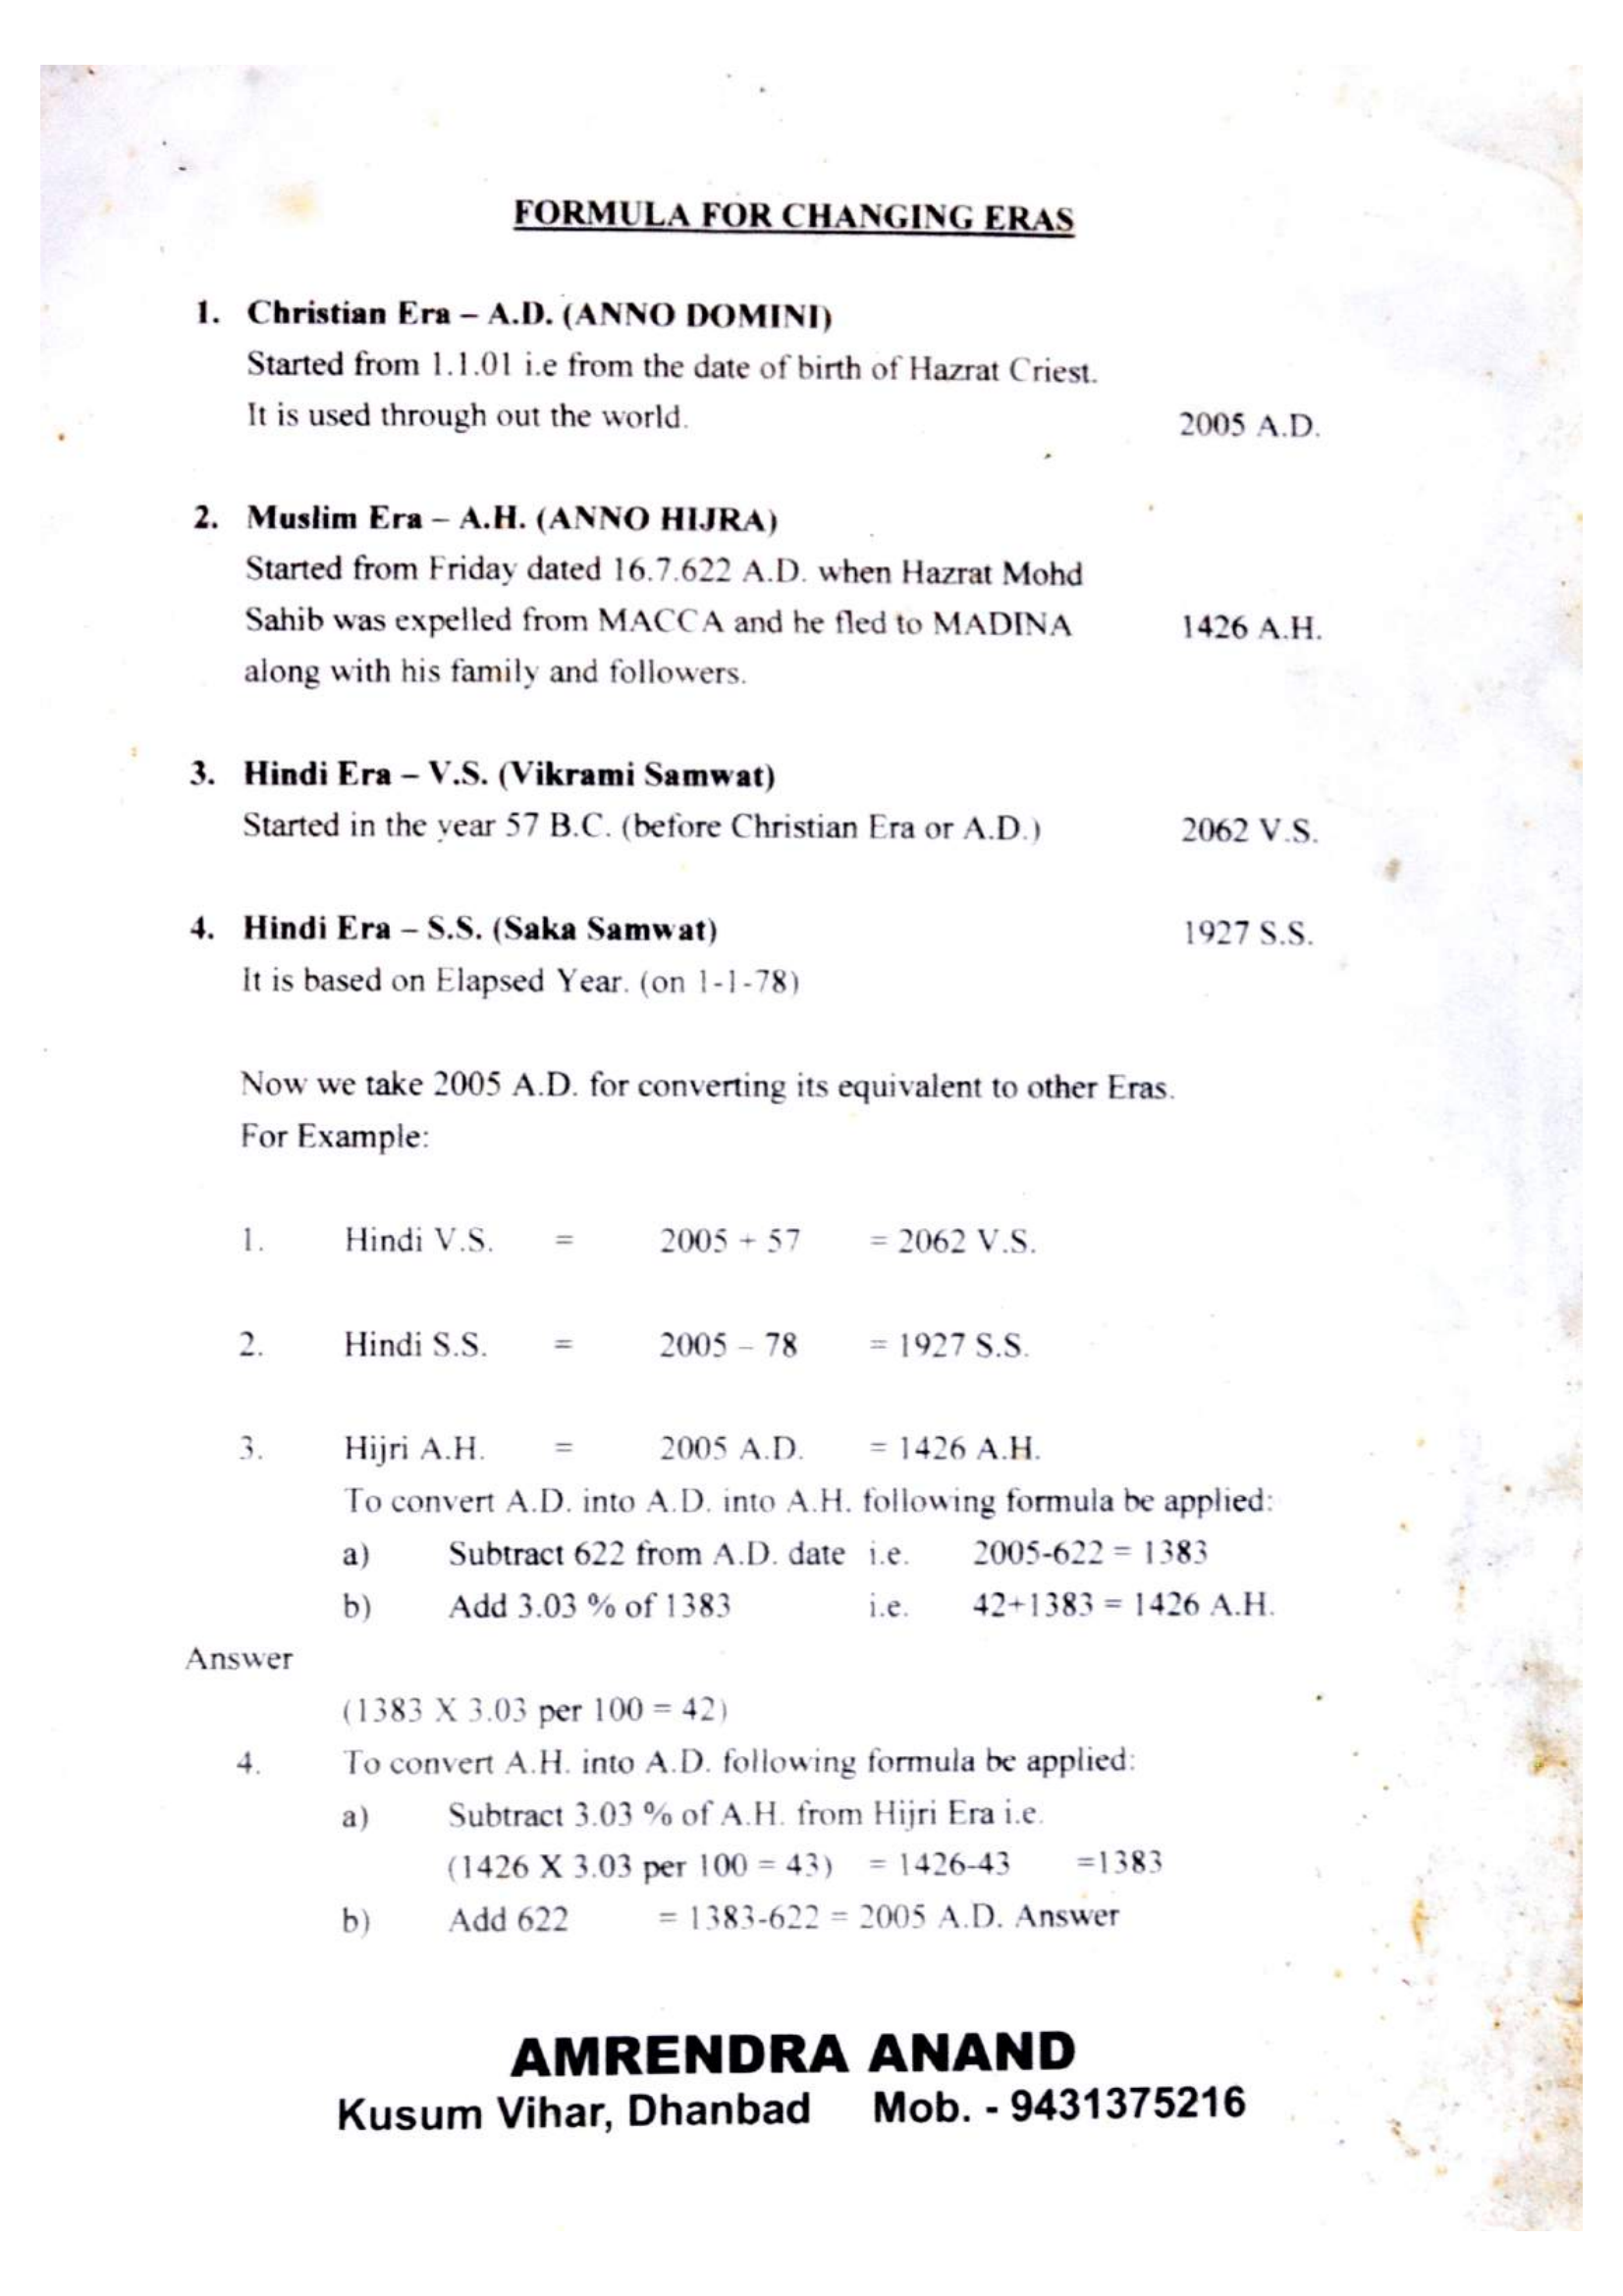 FORMULA FOR CHANGING ERAS
1. Christian Era – A.D. (ANNO DOMINI)
Started from 1.1.01 i.e from the date of birth of Hazrat Criest.
It is used through out the world. 2005 A.D.
2. Muslim Era – A.H. (ANNO HIJRA)
Started from Friday dated 16.7.622 A.D. when Hazrat Mohd
Sahib was expelled from MACCA and he fled to MADINA 1426 A.H.
along with his family and followers.
3. Hindi Era – V.S. (Vikrami Samwat)
Started in the year 57 B.C. (before Christian Era or A.D.) 2062 V.S.
4. Hindi Era – S.S. (Saka Samwat) 1927 S.S.
It is based on Elapsed Year. (on 1-1-78)
Now we take 2005 A.D. for converting its equivalent to other Eras.
For Example:
1. Hindi V.S. = 2005 + 57 = 2062 V.S.
2. Hindi S.S. = 2005 – 78 = 1927 S.S.
3. Hijri A.H. = 2005 A.D. = 1426 A.H.
To convert A.D. into A.D. into A.H. following formula be applied:
a) Subtract 622 from A.D. date i.e. 2005-622 = 1383
b) Add 3.03 % of 1383 i.e. 42+1383 = 1426 A.H.
Answer
(1383 X 3.03 per 100 = 42)
4. To convert A.H. into A.D. following formula be applied:
a) Subtract 3.03 % of A.H. from Hijri Era i.e.
(1426 X 3.03 per 100 = 43) = 1426-43 =1383
b) Add 622 = 1383-622 = 2005 A.D. Answer
AMRENDRA ANAND
Kusum Vihar, Dhanbad Mob. - 9431375216